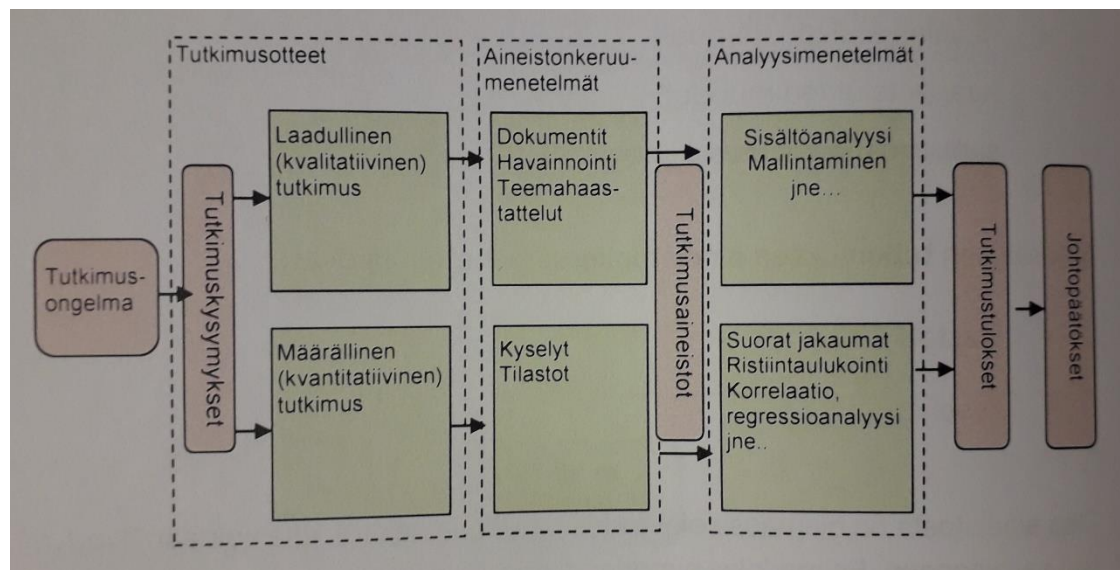 Tutkimusotteet
Aineistonkeruu-
menetelmät
Analyysimenetelmät
Tutkimus-
ongelma
Tutkimuskysymykset
Laadullinen
(kvalitatiivinen)
tutkimus
Määrällinen
(kvantitatiivinen)
tutkimus
Dokumentit
Havainnointi
Teemahaas-
tattelut
Kyselyt
Tilastot
Tutkimusaineistot
Sisältöanalyysi
Mallintaminen
jne...
Suorat jakaumat
Ristiintaulukointi
Korrelaatio,
regressioanalyysi
jne..
Tutkimustulokset
Johtopäätökset